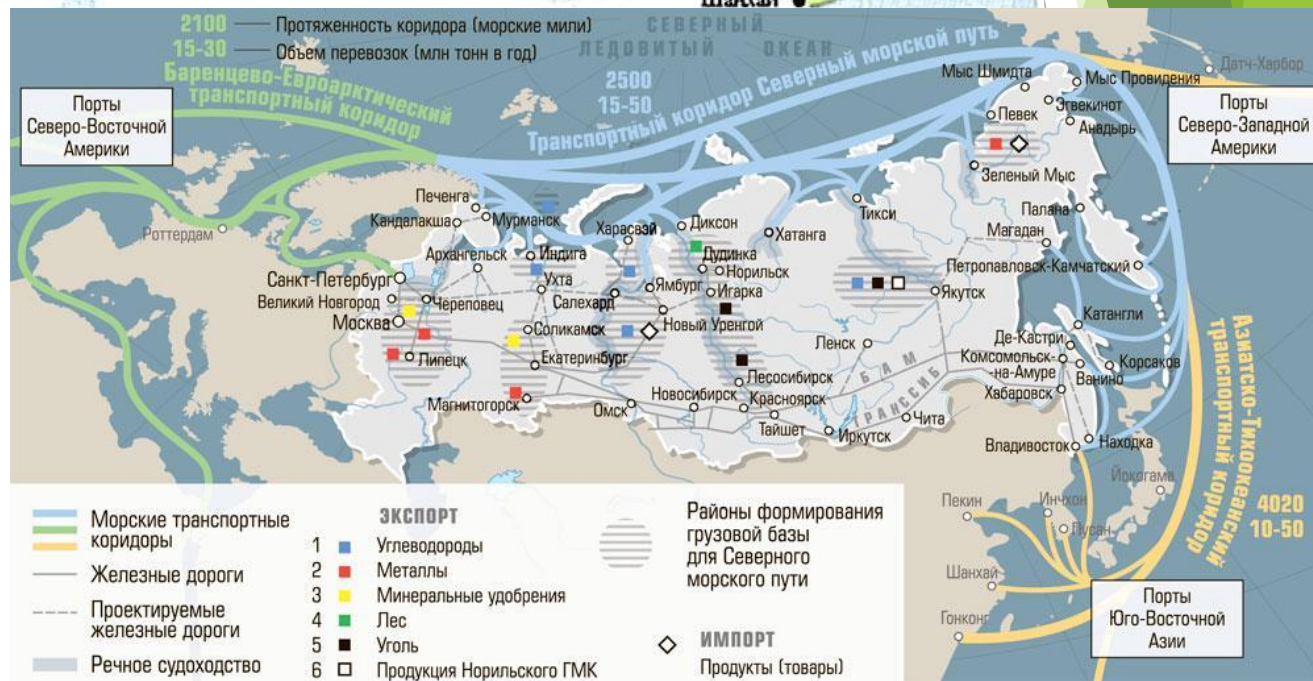 2100 — Протяженность коридора (морские мили)
15-30 — Объем перевозок (млн тонн в год)
СЕВЕРНЫЙ
ЛЕДОВИТЫЙ ОКЕАН
Баренцево-Евроарктический
транспортный коридор
2500
15-50
Транспортный коридор Северный морской путь
Порты
Северо-Восточной
Америки
Датч-Харбор
Порты
Северо-Западной
Америки
Мыс Шмидта
Мыс Провидения
Эгвекинот
Певек
Анадырь
Зеленый Мыс
Печенга
Кандалакша
Мурманск
Харасвэй
Диксон
Тикси
Хатанга
Палана
Магадан
Роттердам
Архангельск
Индига
Дудинка
Норильск
Петропавловск-Камчатский
Санкт-Петербург
Ухта
Ямбург
Игарка
Якутск
Великий Новгород
Череповец
Салехард
Катангли
Москва
Соликамск
Новый Уренгой
Де-Кастри
Ленск
Комсомольск-
на-Амуре
Корсаков
Липецк
Екатеринбург
Ванино
Лесосибирск
БАМ
Хабаровск
Магнитогорск
Омск
Новосибирск
Красноярск
ТРАНССИБ
Тайшет
Иркутск
Чита
Владивосток
Находка
Азиатско-Тихоокеанский
транспортный коридор
4020
10-50
Йокогама
Пекин
Инчхон
Пусан
Шанхай
Гонконг
Порты
Юго-Восточной
Азии
Морские транспортные
коридоры
Железные дороги
Проектируемые
железные дороги
Речное судоходство
ЭКСПОРТ
1 Углеводороды
2 Металлы
3 Минеральные удобрения
4 Лес
5 Уголь
6 Продукция Норильского ГМК
Районы формирования
грузовой базы
для Северного
морского пути
ИМПОРТ
Продукты (товары)